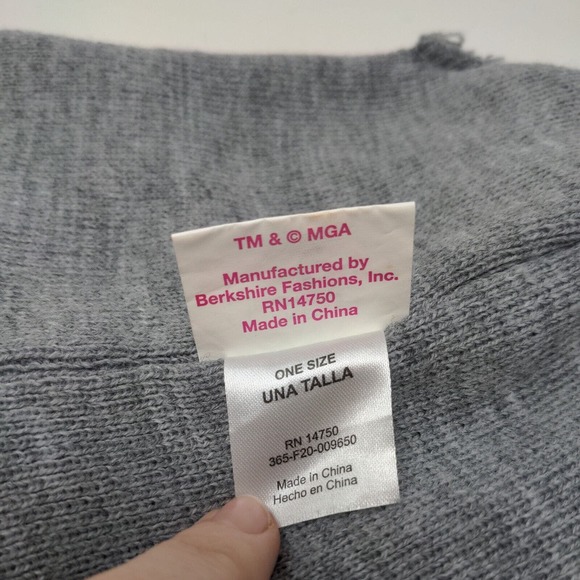 TM & © MGA
Manufactured by
Berkshire Fashions, Inc.
RN14750
Made in China
ONE SIZE
UNA TALLA
RN 14750
365-F20-009650
Made in China
Hecho en China